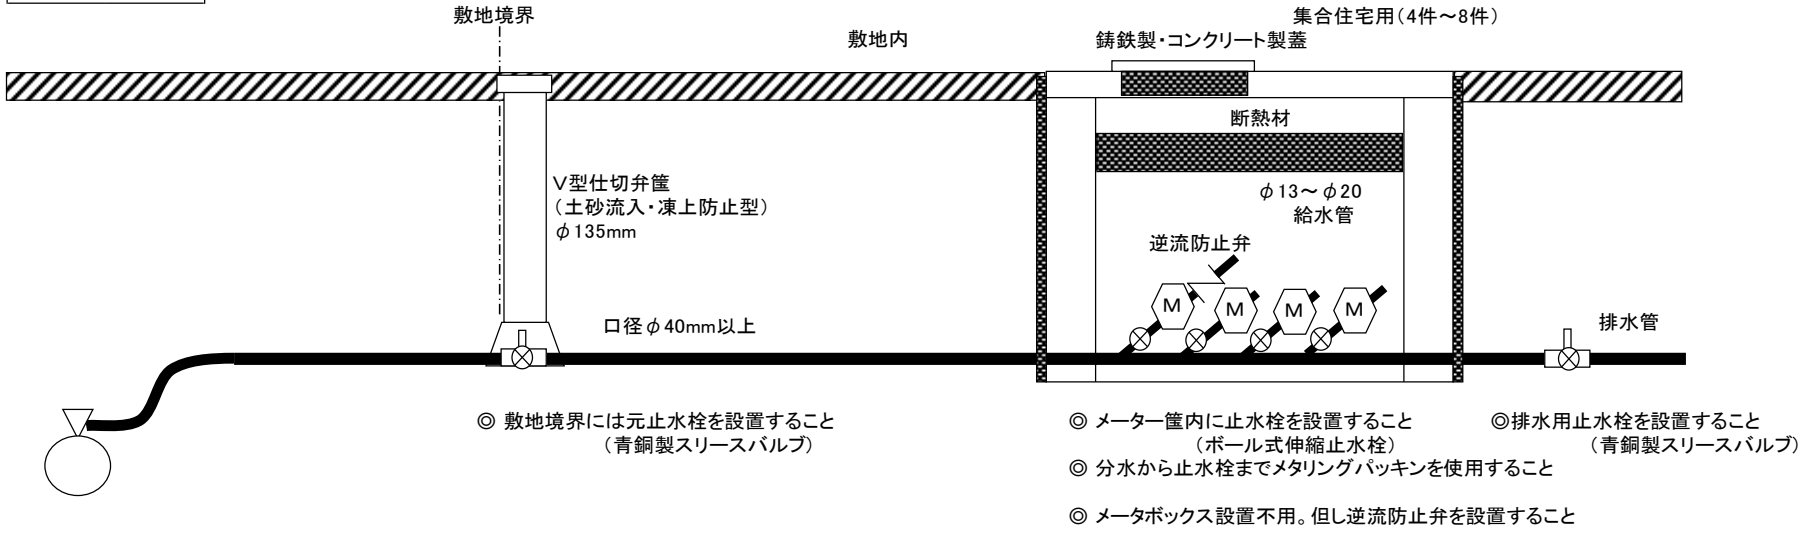 敷地境界
集合住宅用(4件～8件)
敷地内
鋳鉄製・コンクリート製蓋
断熱材
V型仕切弁筐
(土砂流入・凍上防止型)
φ135mm
φ13～φ20
給水管
逆流防止弁
M
M
M
M
口径φ40mm以上
排水管
◎ 敷地境界には元止水栓を設置すること
(青銅製スリースバルブ)
◎ メーター筐内に止水栓を設置すること
(ボール式伸縮止水栓)
◎排水用止水栓を設置すること
(青銅製スリースバルブ)
◎ 分水から止水栓までメタリングパッキンを使用すること
◎ メータボックス設置不用。但し逆流防止弁を設置すること